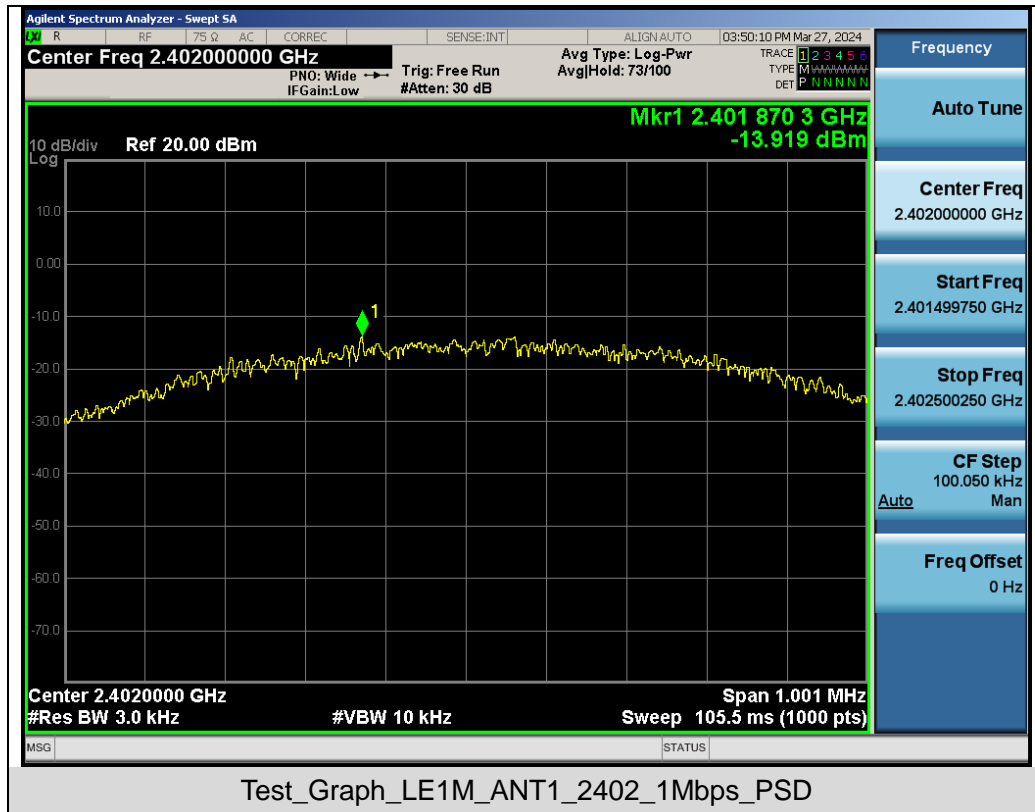 Agilent Spectrum Analyzer - Swept SA
LXI R RF 75 Ω AC CORREC SENSE:INT ALIGN AUTO 03:50:10 PM Mar 27, 2024
Center Freq 2.402000000 GHz
PNO: Wide
IFGain:Low
Trig: Free Run
#Atten: 30 dB
Avg Type: Log-Pwr
Avg|Hold: 73/100
TRACE 1 2 3 4 5 6
TYPE M
DET P N N N N N
Mkr1 2.401 870 3 GHz
-13.919 dBm
10 dB/div Ref 20.00 dBm
Log
10.0
0.00
-10.0
-20.0
-30.0
-40.0
-50.0
-60.0
-70.0
1
Center 2.4020000 GHz Span 1.001 MHz
#Res BW 3.0 kHz #VBW 10 kHz Sweep 105.5 ms (1000 pts)
MSG STATUS
Frequency
Auto Tune
Center Freq
2.402000000 GHz
Start Freq
2.401499750 GHz
Stop Freq
2.402500250 GHz
CF Step
100.050 kHz
Auto Man
Freq Offset
0 Hz
Test_Graph_LE1M_ANT1_2402_1Mbps_PSD